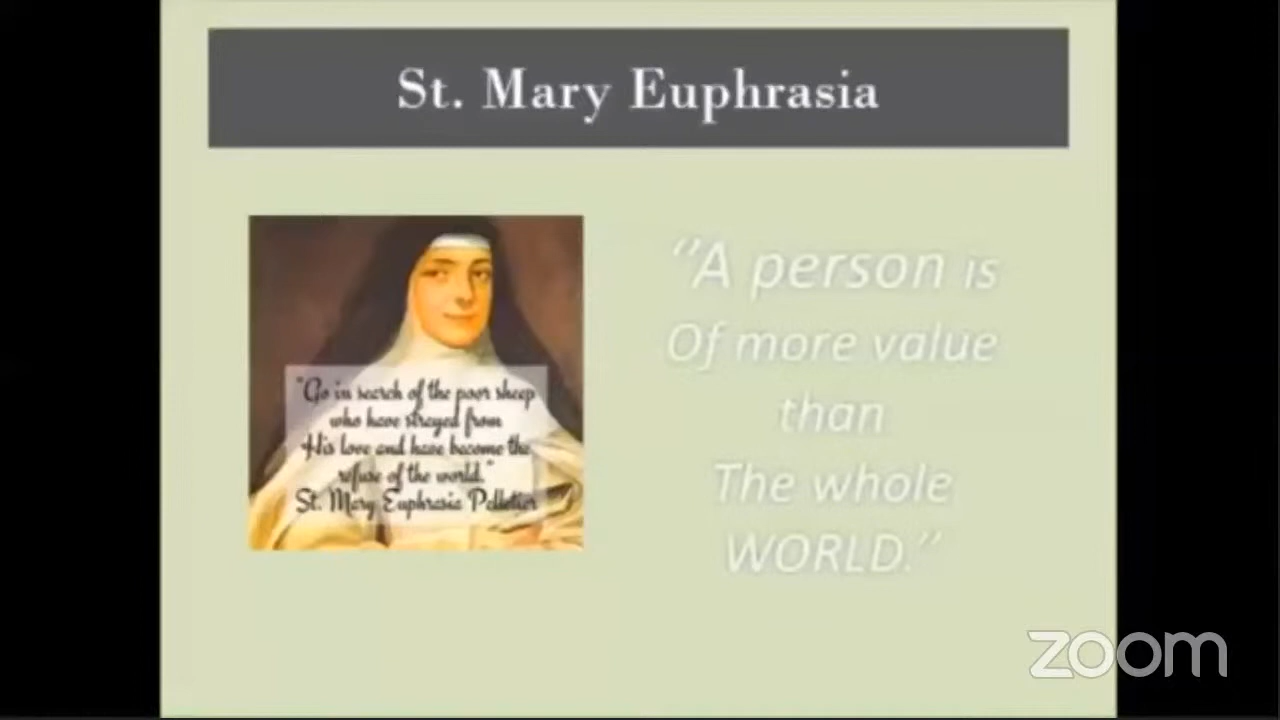 St. Mary Euphrasia
"Go in search of the poor sheep
who have strayed from
His love and have become the
refuse of the world."
St. Mary Euphrasia Pelletier
"A person is
Of more value
than
The whole
WORLD."
zoom